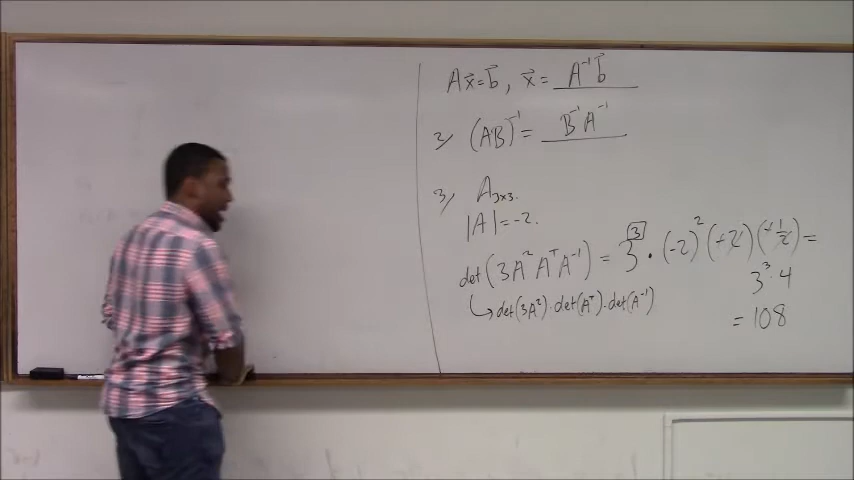 Ax⃗=b⃗, x⃗ = A⁻¹b⃗
2) (AB)⁻¹ = B⁻¹A⁻¹
3) A₃ₓ₃.
|A| = -2.
det(3A²AᵀA⁻¹) = 3³ · (-2)²(+2)(+1/2) =
↳ det(3A²)·det(Aᵀ)·det(A⁻¹)
3³·4
= 108